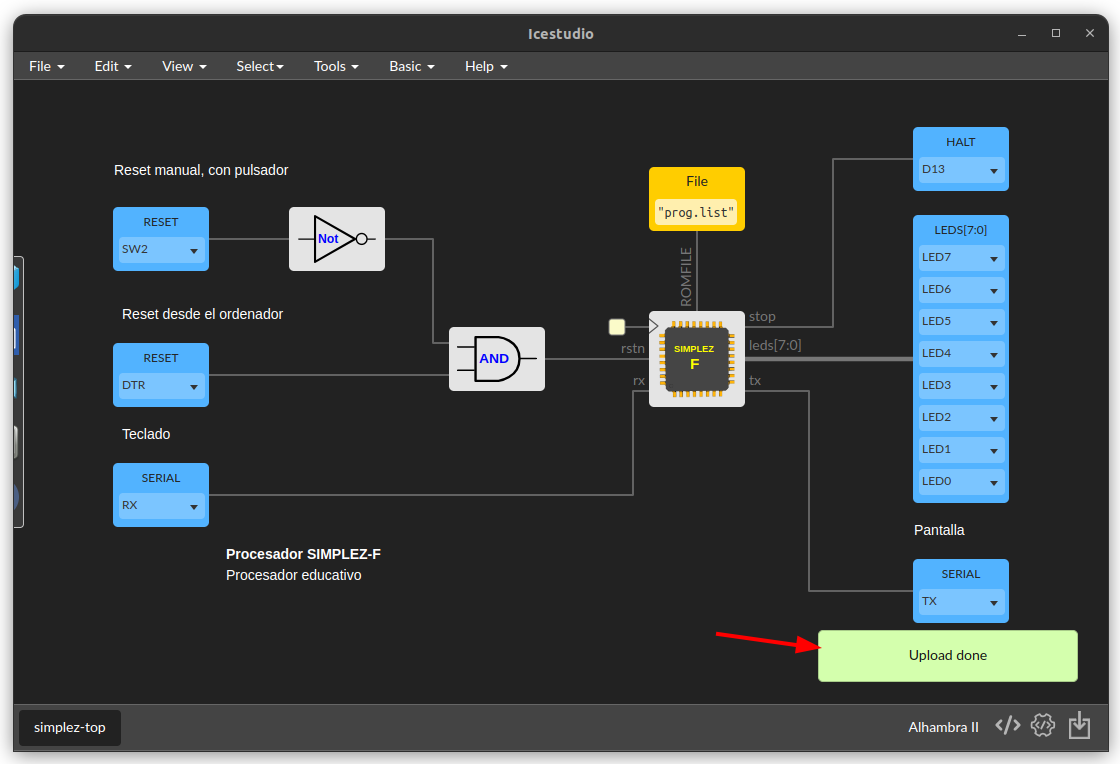 Icestudio
File Edit View Select Tools Basic Help
Reset manual, con pulsador
RESET
SW2
Not
Reset desde el ordenador
RESET
DTR
AND
Teclado
SERIAL
RX
Procesador SIMPLEZ-F
Procesador educativo
File
"prog.list"
ROMFILE
rstn
rx
SIMPLEZ
F
stop
leds[7:0]
tx
HALT
D13
LEDS[7:0]
LED7
LED6
LED5
LED4
LED3
LED2
LED1
LED0
Pantalla
SERIAL
TX
Upload done
simplez-top
Alhambra II